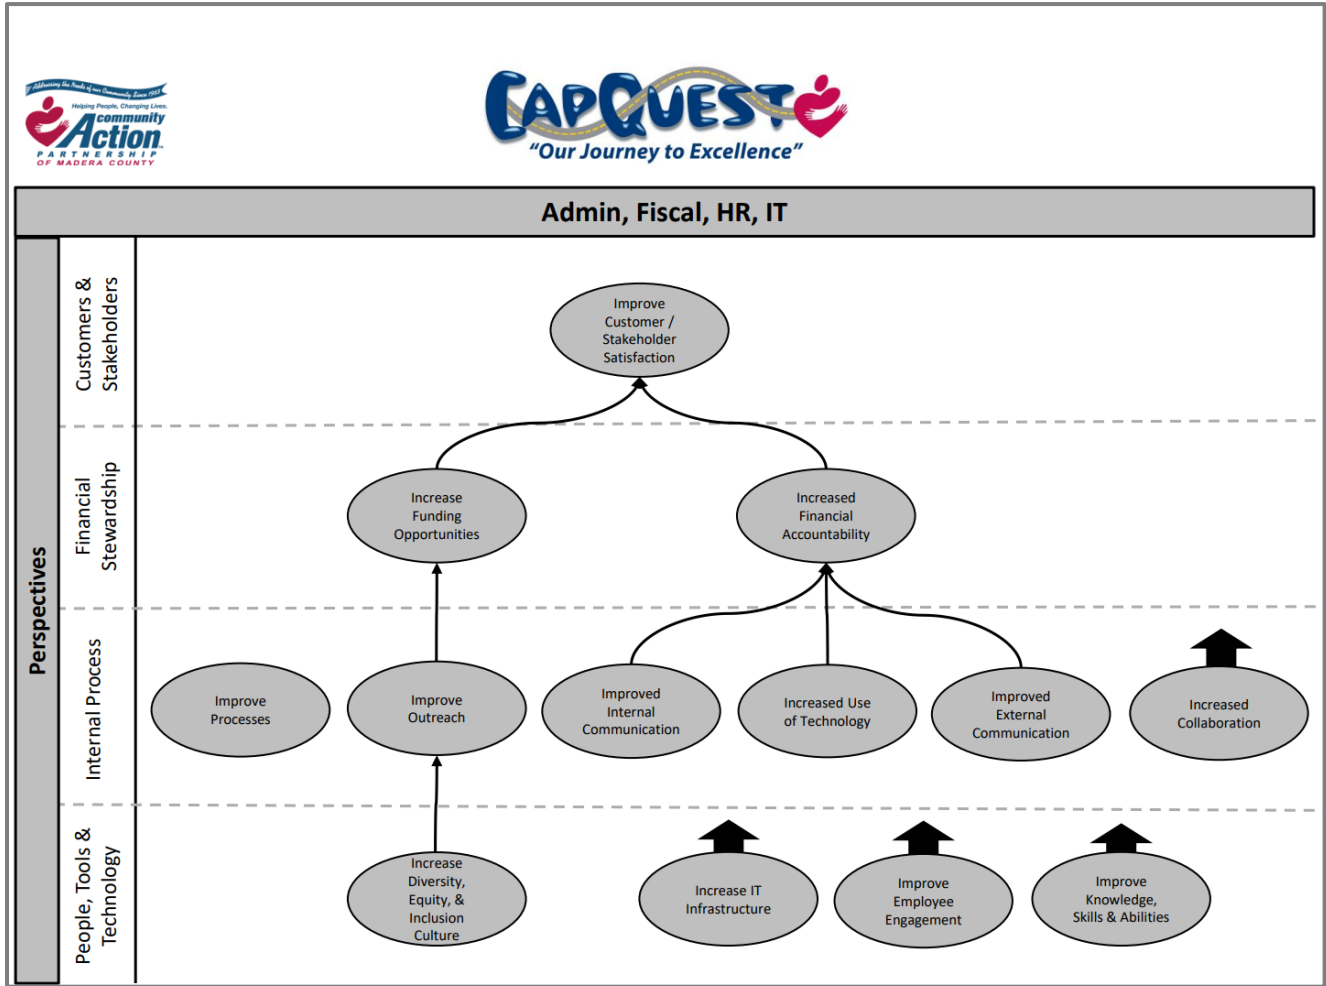 Addressing the Needs of our Community Since 1965
Helping People, Changing Lives.
community
Action
PARTNERSHIP
OF MADERA COUNTY
CAPQUEST
"Our Journey to Excellence"
Admin, Fiscal, HR, IT
Perspectives
Customers &
Stakeholders
Improve
Customer /
Stakeholder
Satisfaction
Financial
Stewardship
Increase
Funding
Opportunities
Increased
Financial
Accountability
Internal Process
Improve
Processes
Improve
Outreach
Improved
Internal
Communication
Increased Use
of Technology
Improved
External
Communication
Increased
Collaboration
People, Tools &
Technology
Increase
Diversity,
Equity, &
Inclusion
Culture
Increase IT
Infrastructure
Improve
Employee
Engagement
Improve
Knowledge,
Skills & Abilities